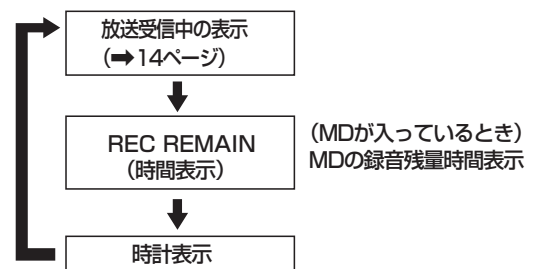 放送受信中の表示
（➡14ページ）
REC REMAIN
（時間表示）
（MDが入っているとき）
MDの録音残量時間表示
時計表示